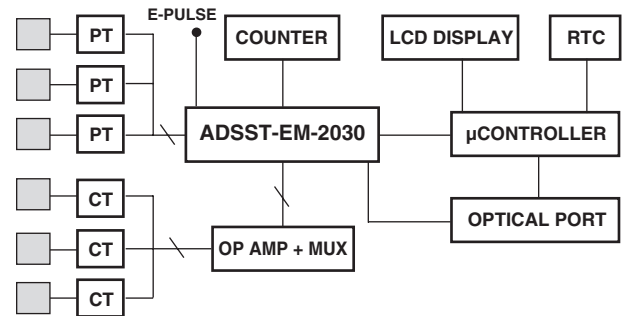 E-PULSE
PT
COUNTER
LCD DISPLAY
RTC
PT
PT
ADSST-EM-2030
µCONTROLLER
CT
OPTICAL PORT
CT
OP AMP + MUX
CT